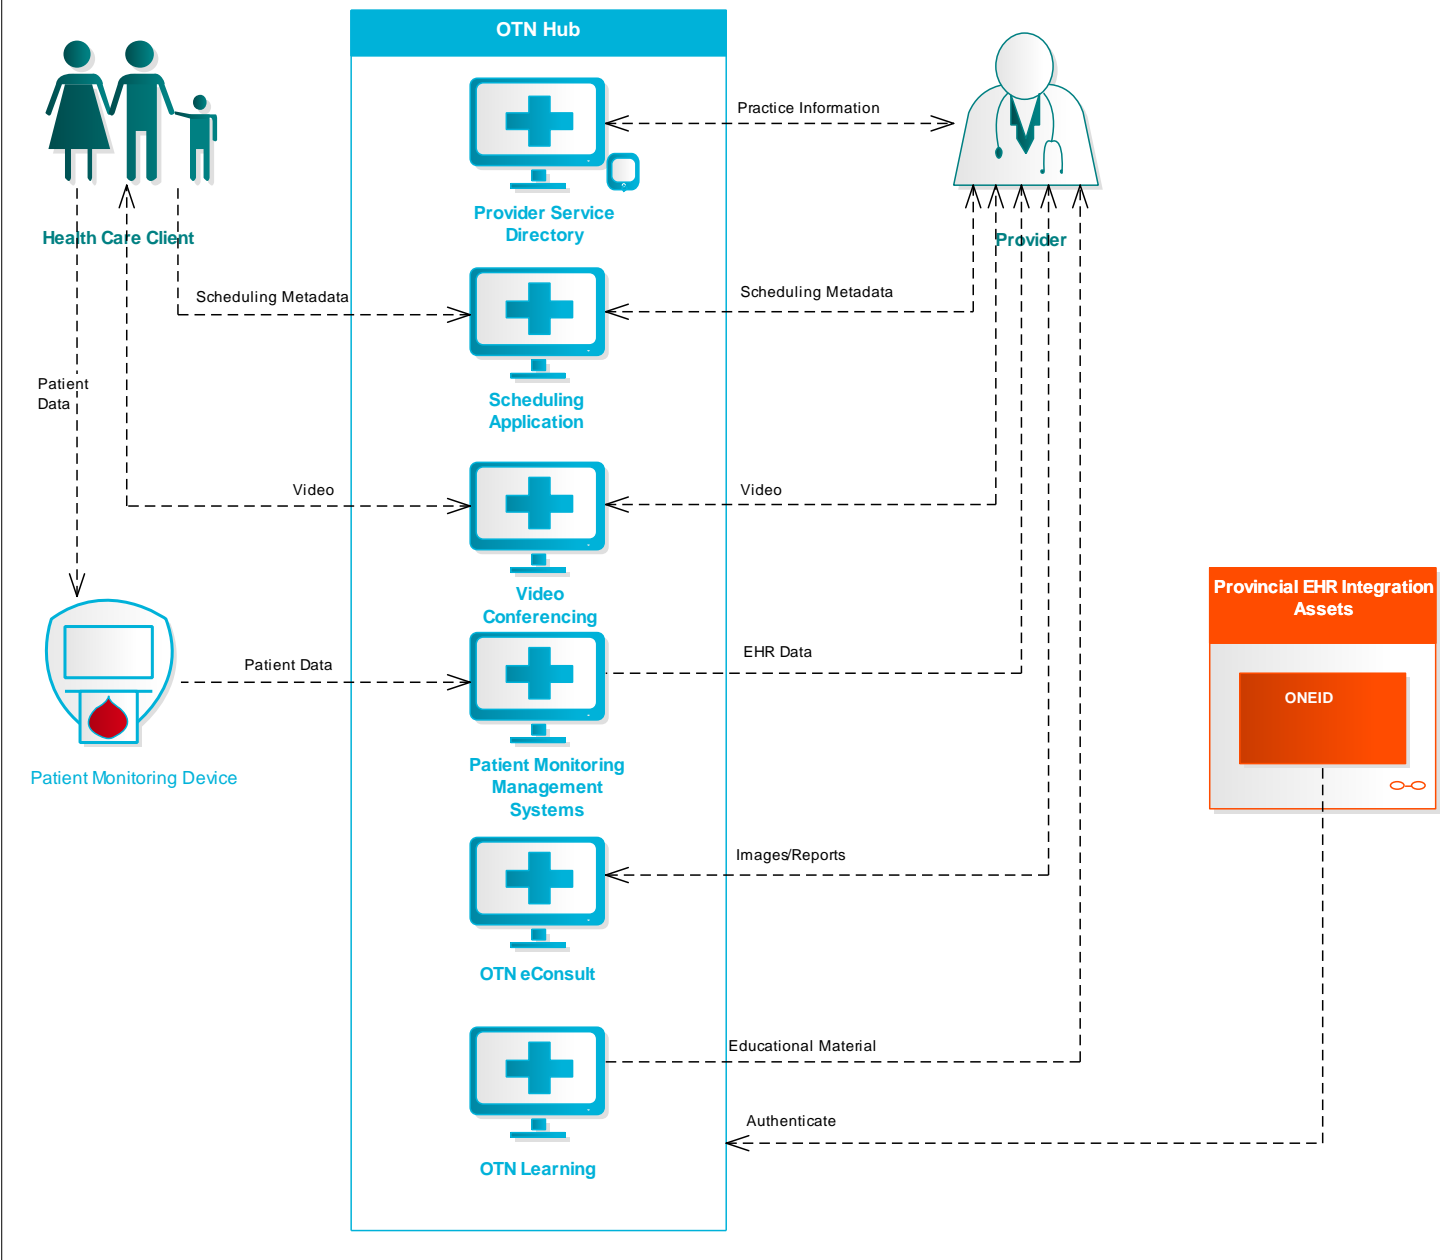 OTN Hub
Practice Information
Provider Service
Directory
Health Care Client
Provider
Scheduling Metadata
Scheduling Metadata
Patient
Data
Scheduling
Application
Video
Video
Video
Conferencing
Provincial EHR Integration
Assets
ONEID
Patient Data
EHR Data
Patient Monitoring Device
Patient Monitoring
Management
Systems
Images/Reports
OTN eConsult
Educational Material
Authenticate
OTN Learning